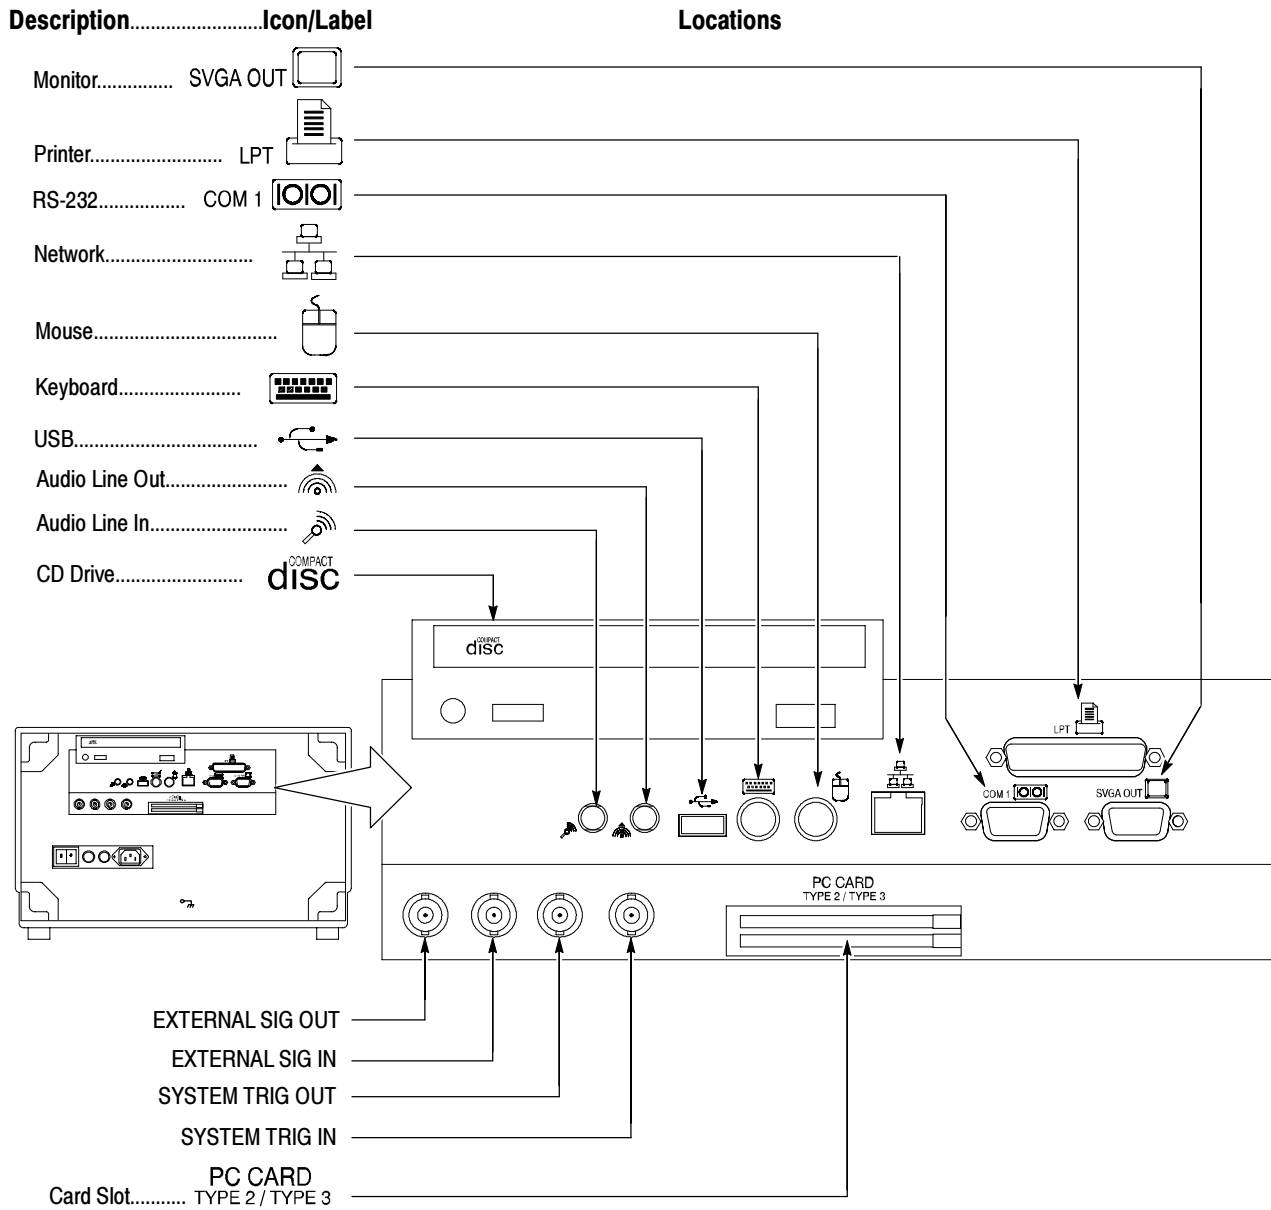 Description..........................Icon/Label
Locations
Monitor............... SVGA OUT
Printer.......................... LPT
RS-232................. COM 1
Network.............................
Mouse....................................
Keyboard........................
USB....................................
Audio Line Out........................
Audio Line In...........................
CD Drive......................... COMPACT disc
COMPACT
disc
LPT
COM 1
SVGA OUT
PC CARD
TYPE 2 / TYPE 3
EXTERNAL SIG OUT
EXTERNAL SIG IN
SYSTEM TRIG OUT
SYSTEM TRIG IN
PC CARD
Card Slot........... TYPE 2 / TYPE 3